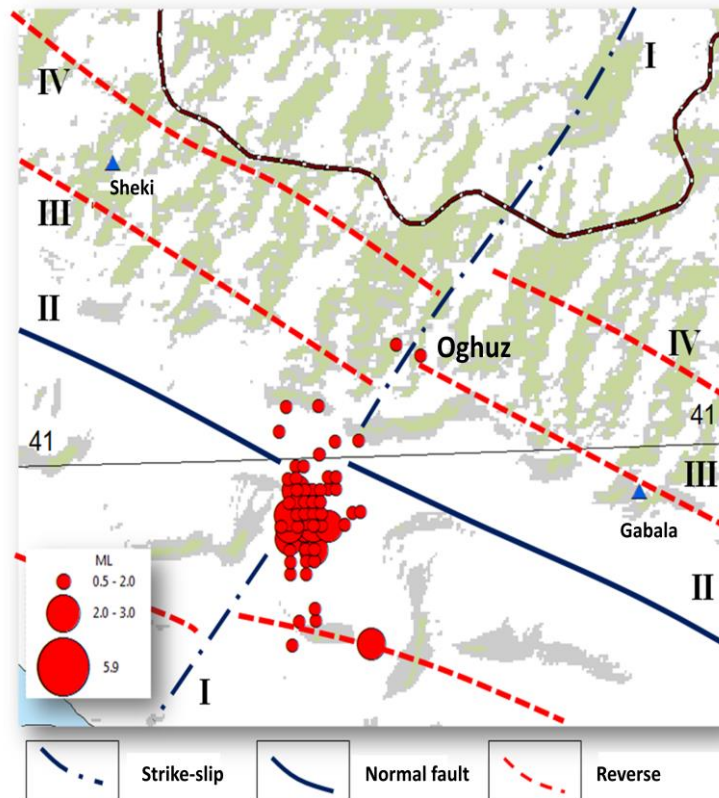 I
IV
Sheki
III
II
Oghuz
IV
41
41
III
Gabala
II
ML
0.5 - 2.0
2.0 - 3.0
5.9
I
Strike-slip
Normal fault
Reverse